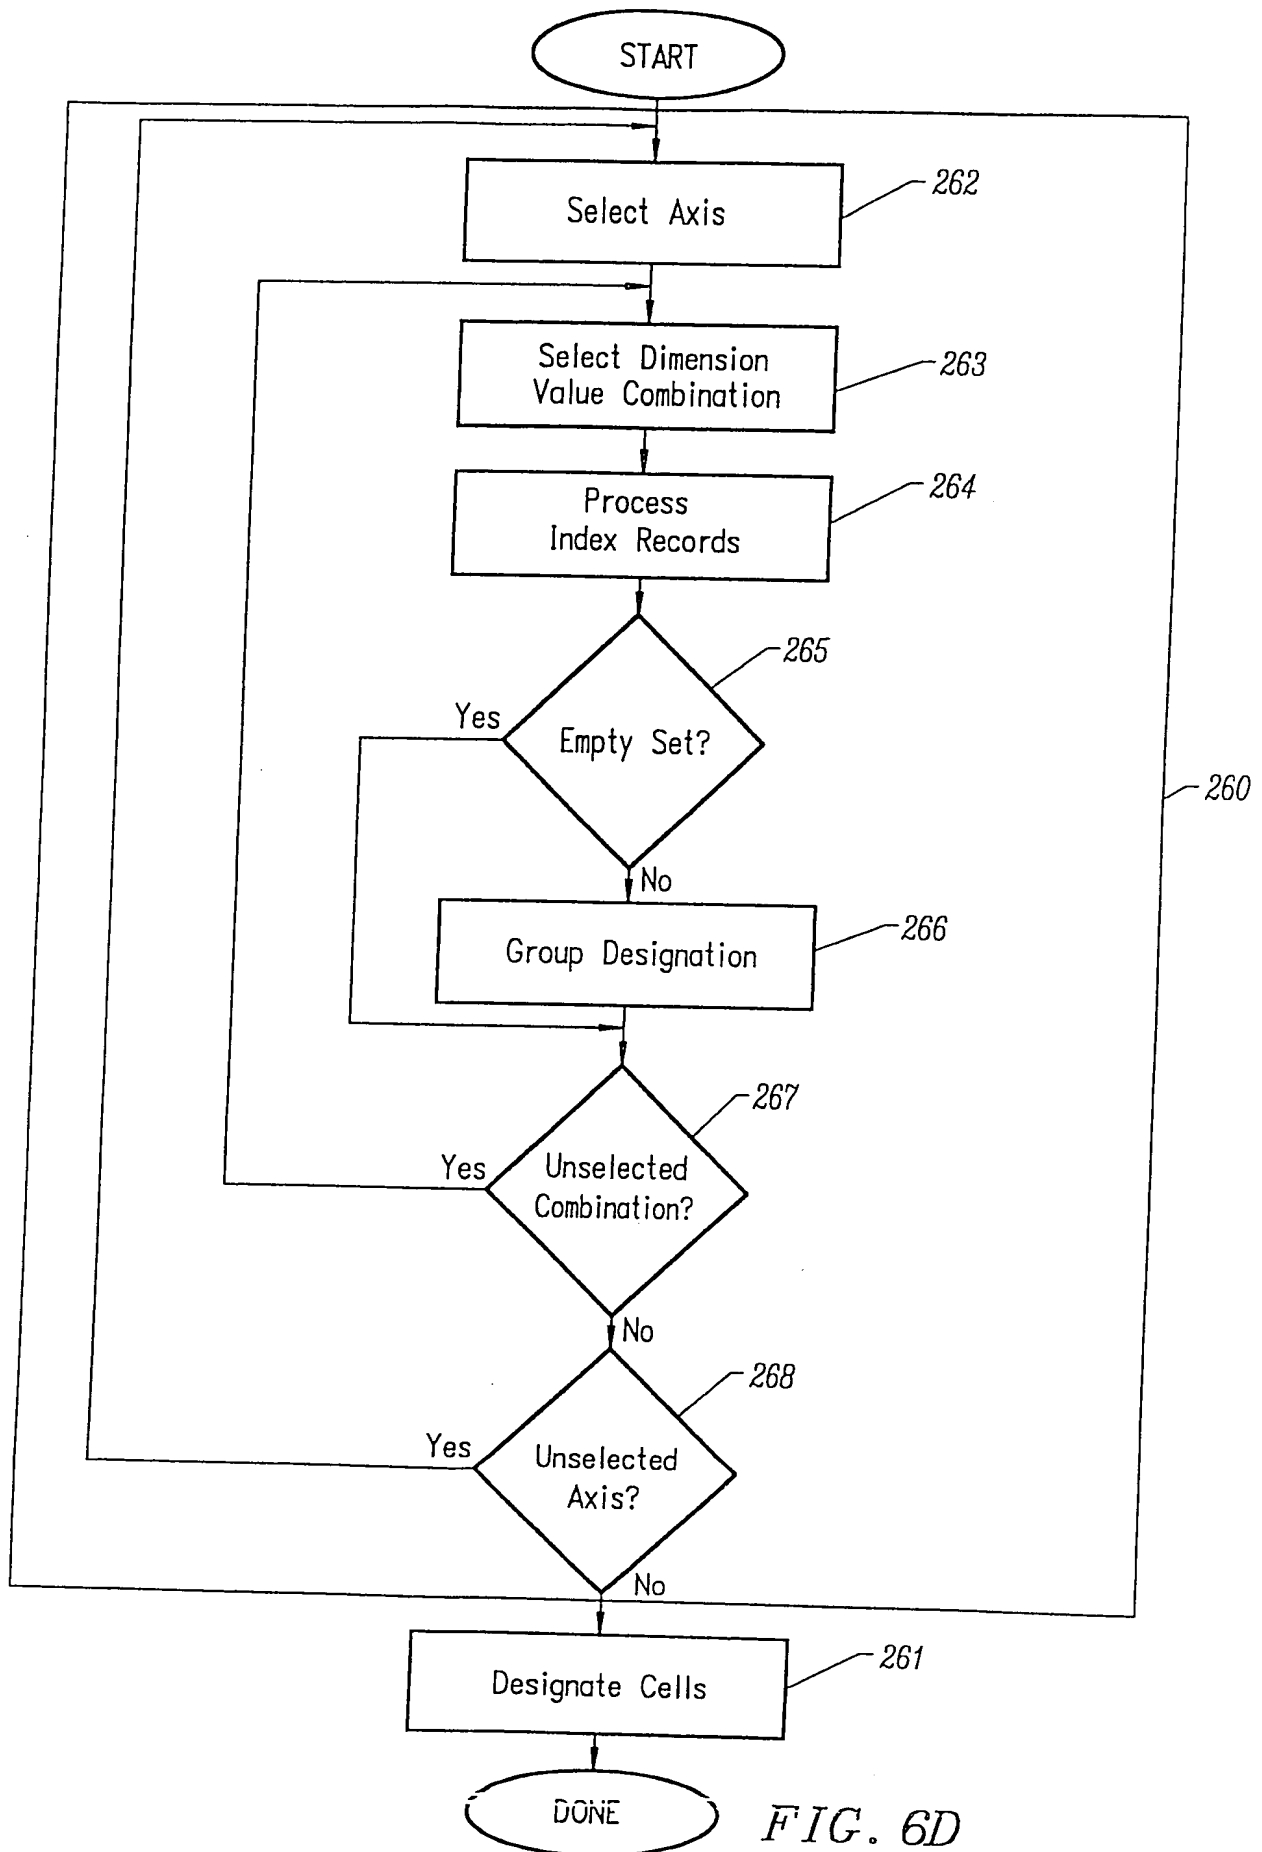 START
262
Select Axis
263
Select Dimension
Value Combination
264
Process
Index Records
265
Yes
Empty Set?
260
No
266
Group Designation
267
Yes
Unselected
Combination?
No
268
Yes
Unselected
Axis?
No
261
Designate Cells
DONE
FIG. 6D